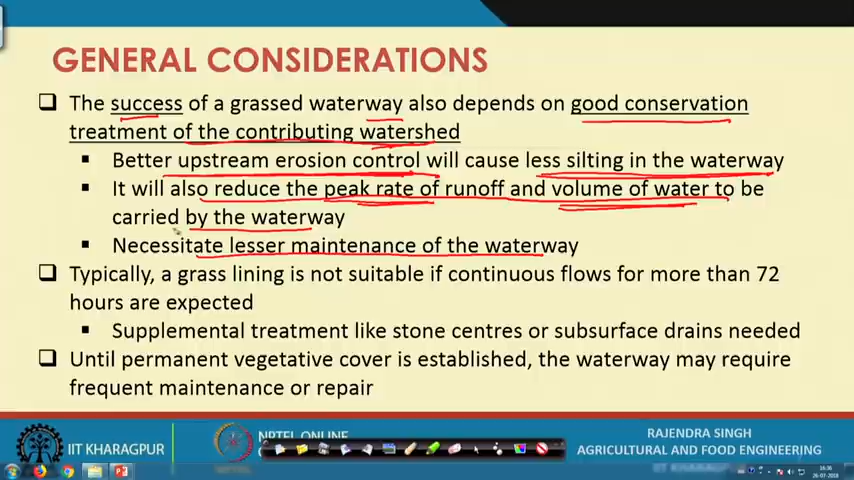 GENERAL CONSIDERATIONS
❑ The success of a grassed waterway also depends on good conservation
treatment of the contributing watershed
▪ Better upstream erosion control will cause less silting in the waterway
▪ It will also reduce the peak rate of runoff and volume of water to be
carried by the waterway
▪ Necessitate lesser maintenance of the waterway
❑ Typically, a grass lining is not suitable if continuous flows for more than 72
hours are expected
▪ Supplemental treatment like stone centres or subsurface drains needed
❑ Until permanent vegetative cover is established, the waterway may require
frequent maintenance or repair
IIT KHARAGPUR
NPTEL ONLINE
RAJENDRA SINGH
AGRICULTURAL AND FOOD ENGINEERING
16:36